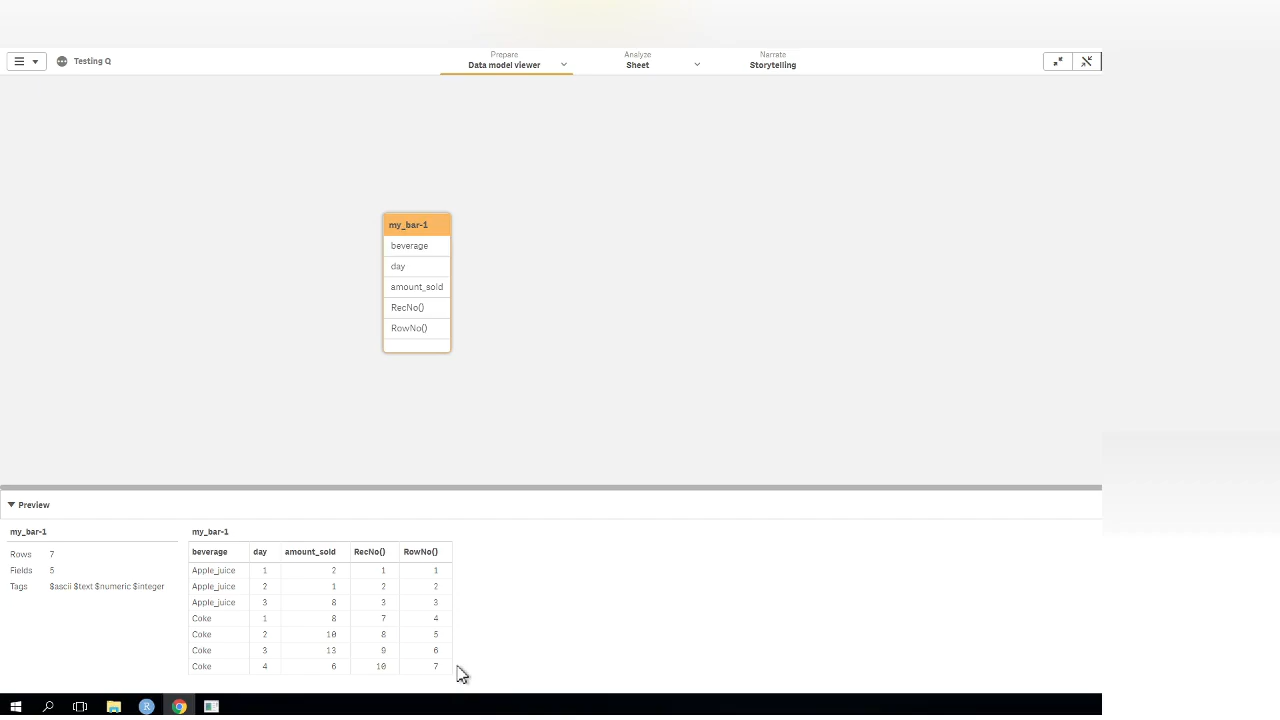 Testing Q
Prepare
Data model viewer
Analyze
Sheet
Narrate
Storytelling
my_bar-1
beverage
day
amount_sold
RecNo()
RowNo()
Preview
my_bar-1
Rows 7
Fields 5
Tags $ascii $text $numeric $integer
my_bar-1
beverage day amount_sold RecNo() RowNo()
Apple_juice 1 2 1 1
Apple_juice 2 1 2 2
Apple_juice 3 8 3 3
Coke 1 8 7 4
Coke 2 10 8 5
Coke 3 13 9 6
Coke 4 6 10 7
R